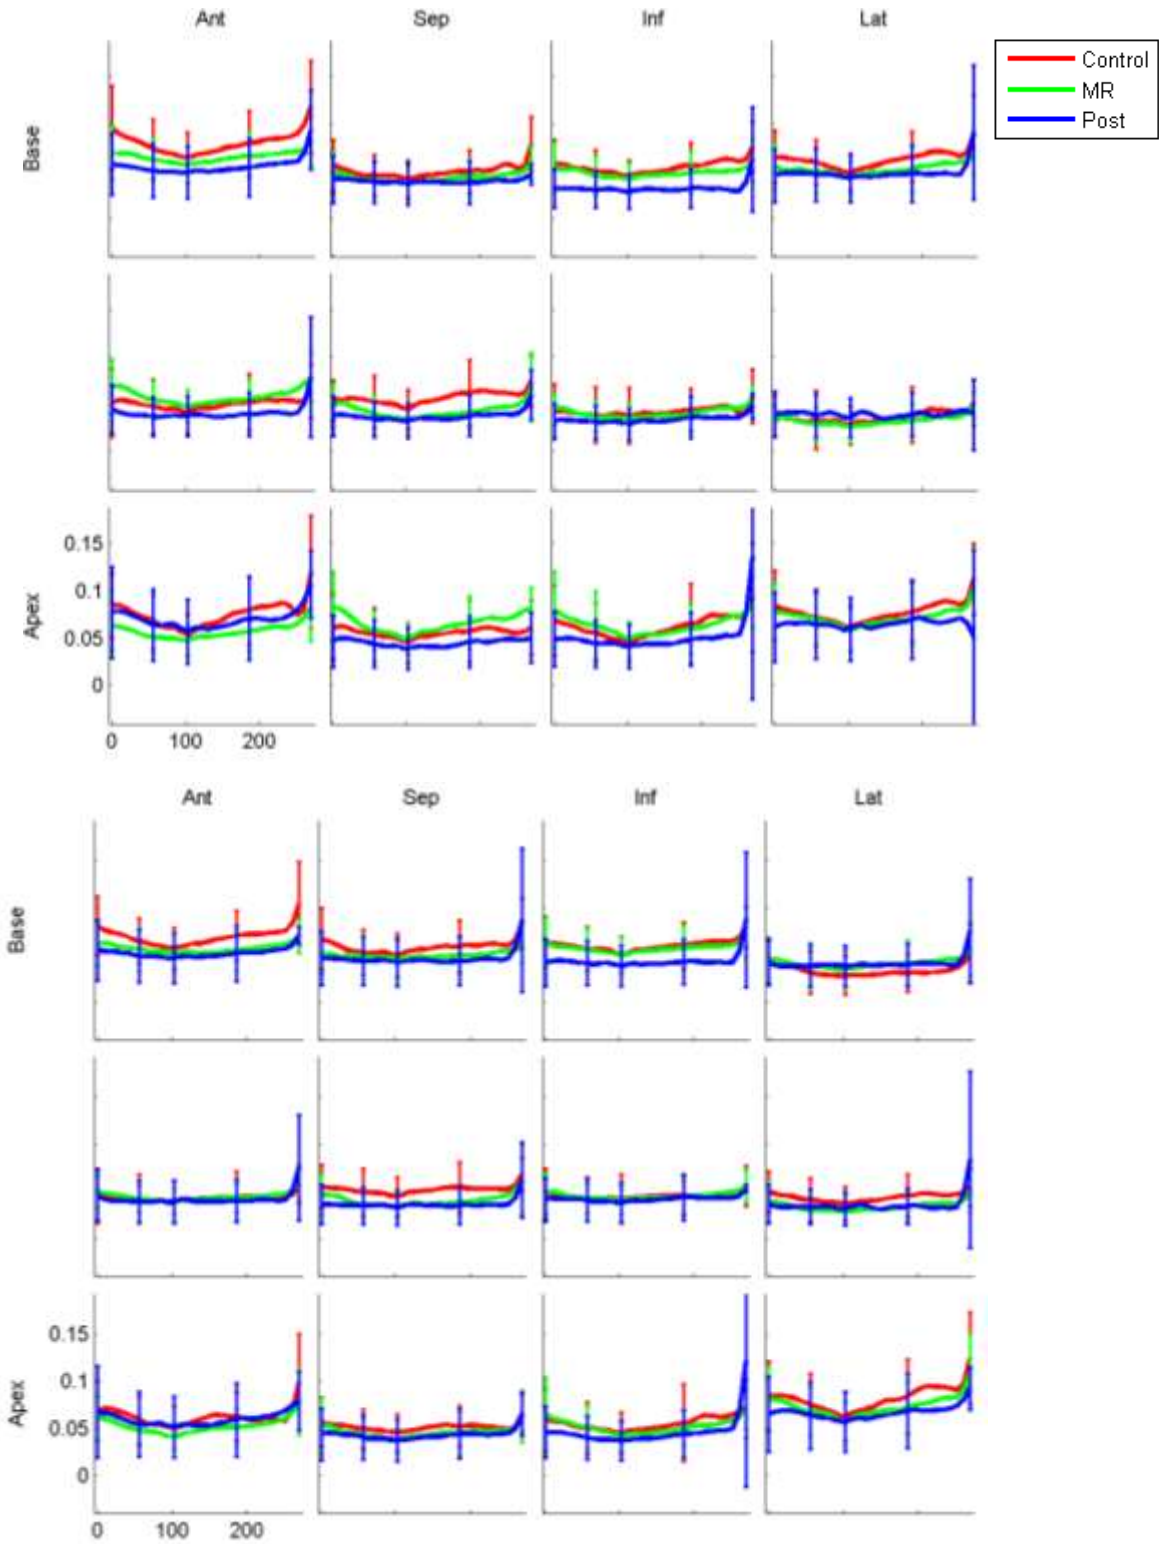 Ant Sep Inf Lat
Control
MR
Post
Base
0.15
0.1
0.05
0
Apex
0 100 200
Ant Sep Inf Lat
Base
0.15
0.1
0.05
0
Apex
0 100 200